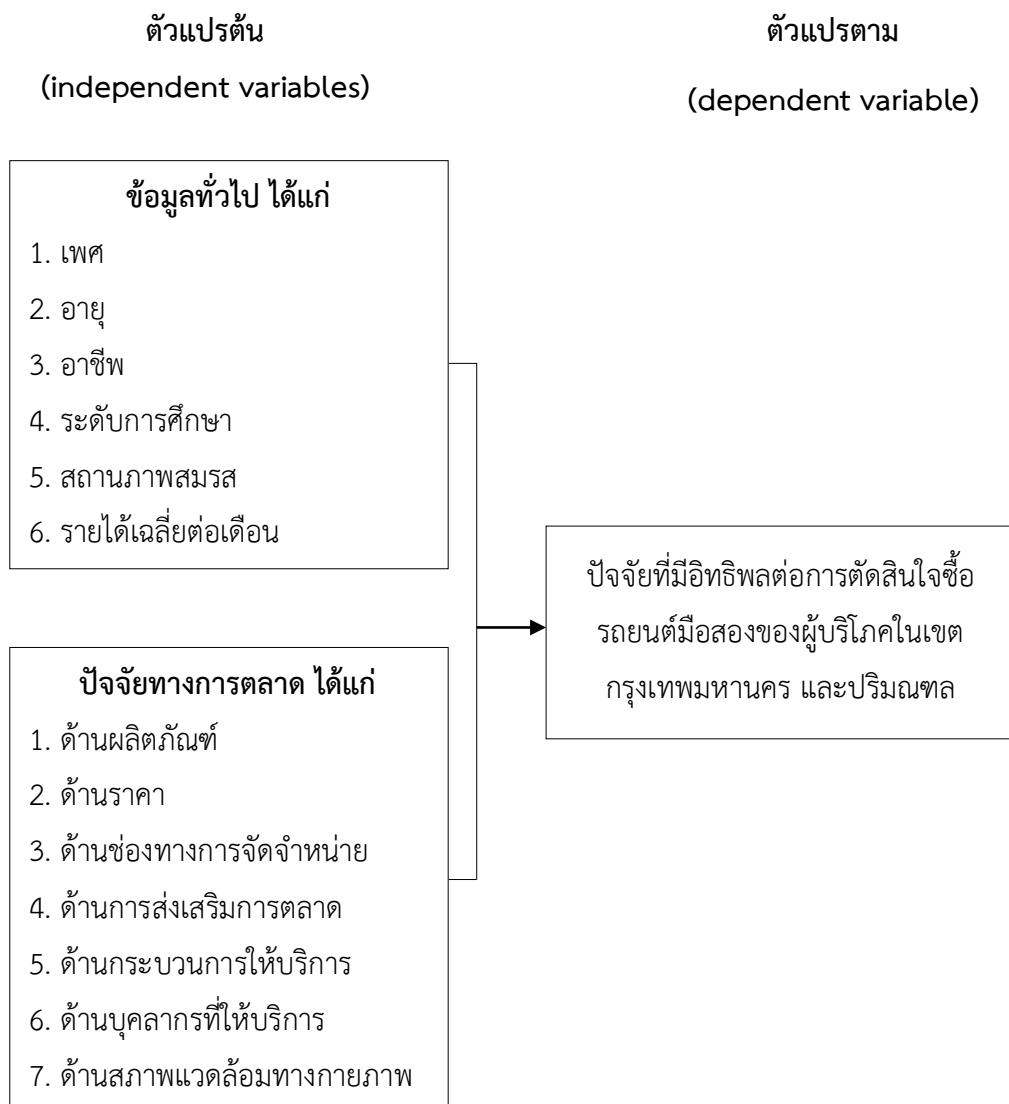 ตัวแปรต้น
(independent variables)
ตัวแปรตาม
(dependent variable)
ข้อมูลทั่วไป ได้แก่
1. เพศ
2. อายุ
3. อาชีพ
4. ระดับการศึกษา
5. สถานภาพสมรส
6. รายได้เฉลี่ยต่อเดือน
ปัจจัยทางการตลาด ได้แก่
1. ด้านผลิตภัณฑ์
2. ด้านราคา
3. ด้านช่องทางการจัดจำหน่าย
4. ด้านการส่งเสริมการตลาด
5. ด้านกระบวนการให้บริการ
6. ด้านบุคลากรที่ให้บริการ
7. ด้านสภาพแวดล้อมทางกายภาพ
ปัจจัยที่มีอิทธิพลต่อการตัดสินใจซื้อ
รถยนต์มือสองของผู้บริโภคในเขต
กรุงเทพมหานคร และปริมณฑล